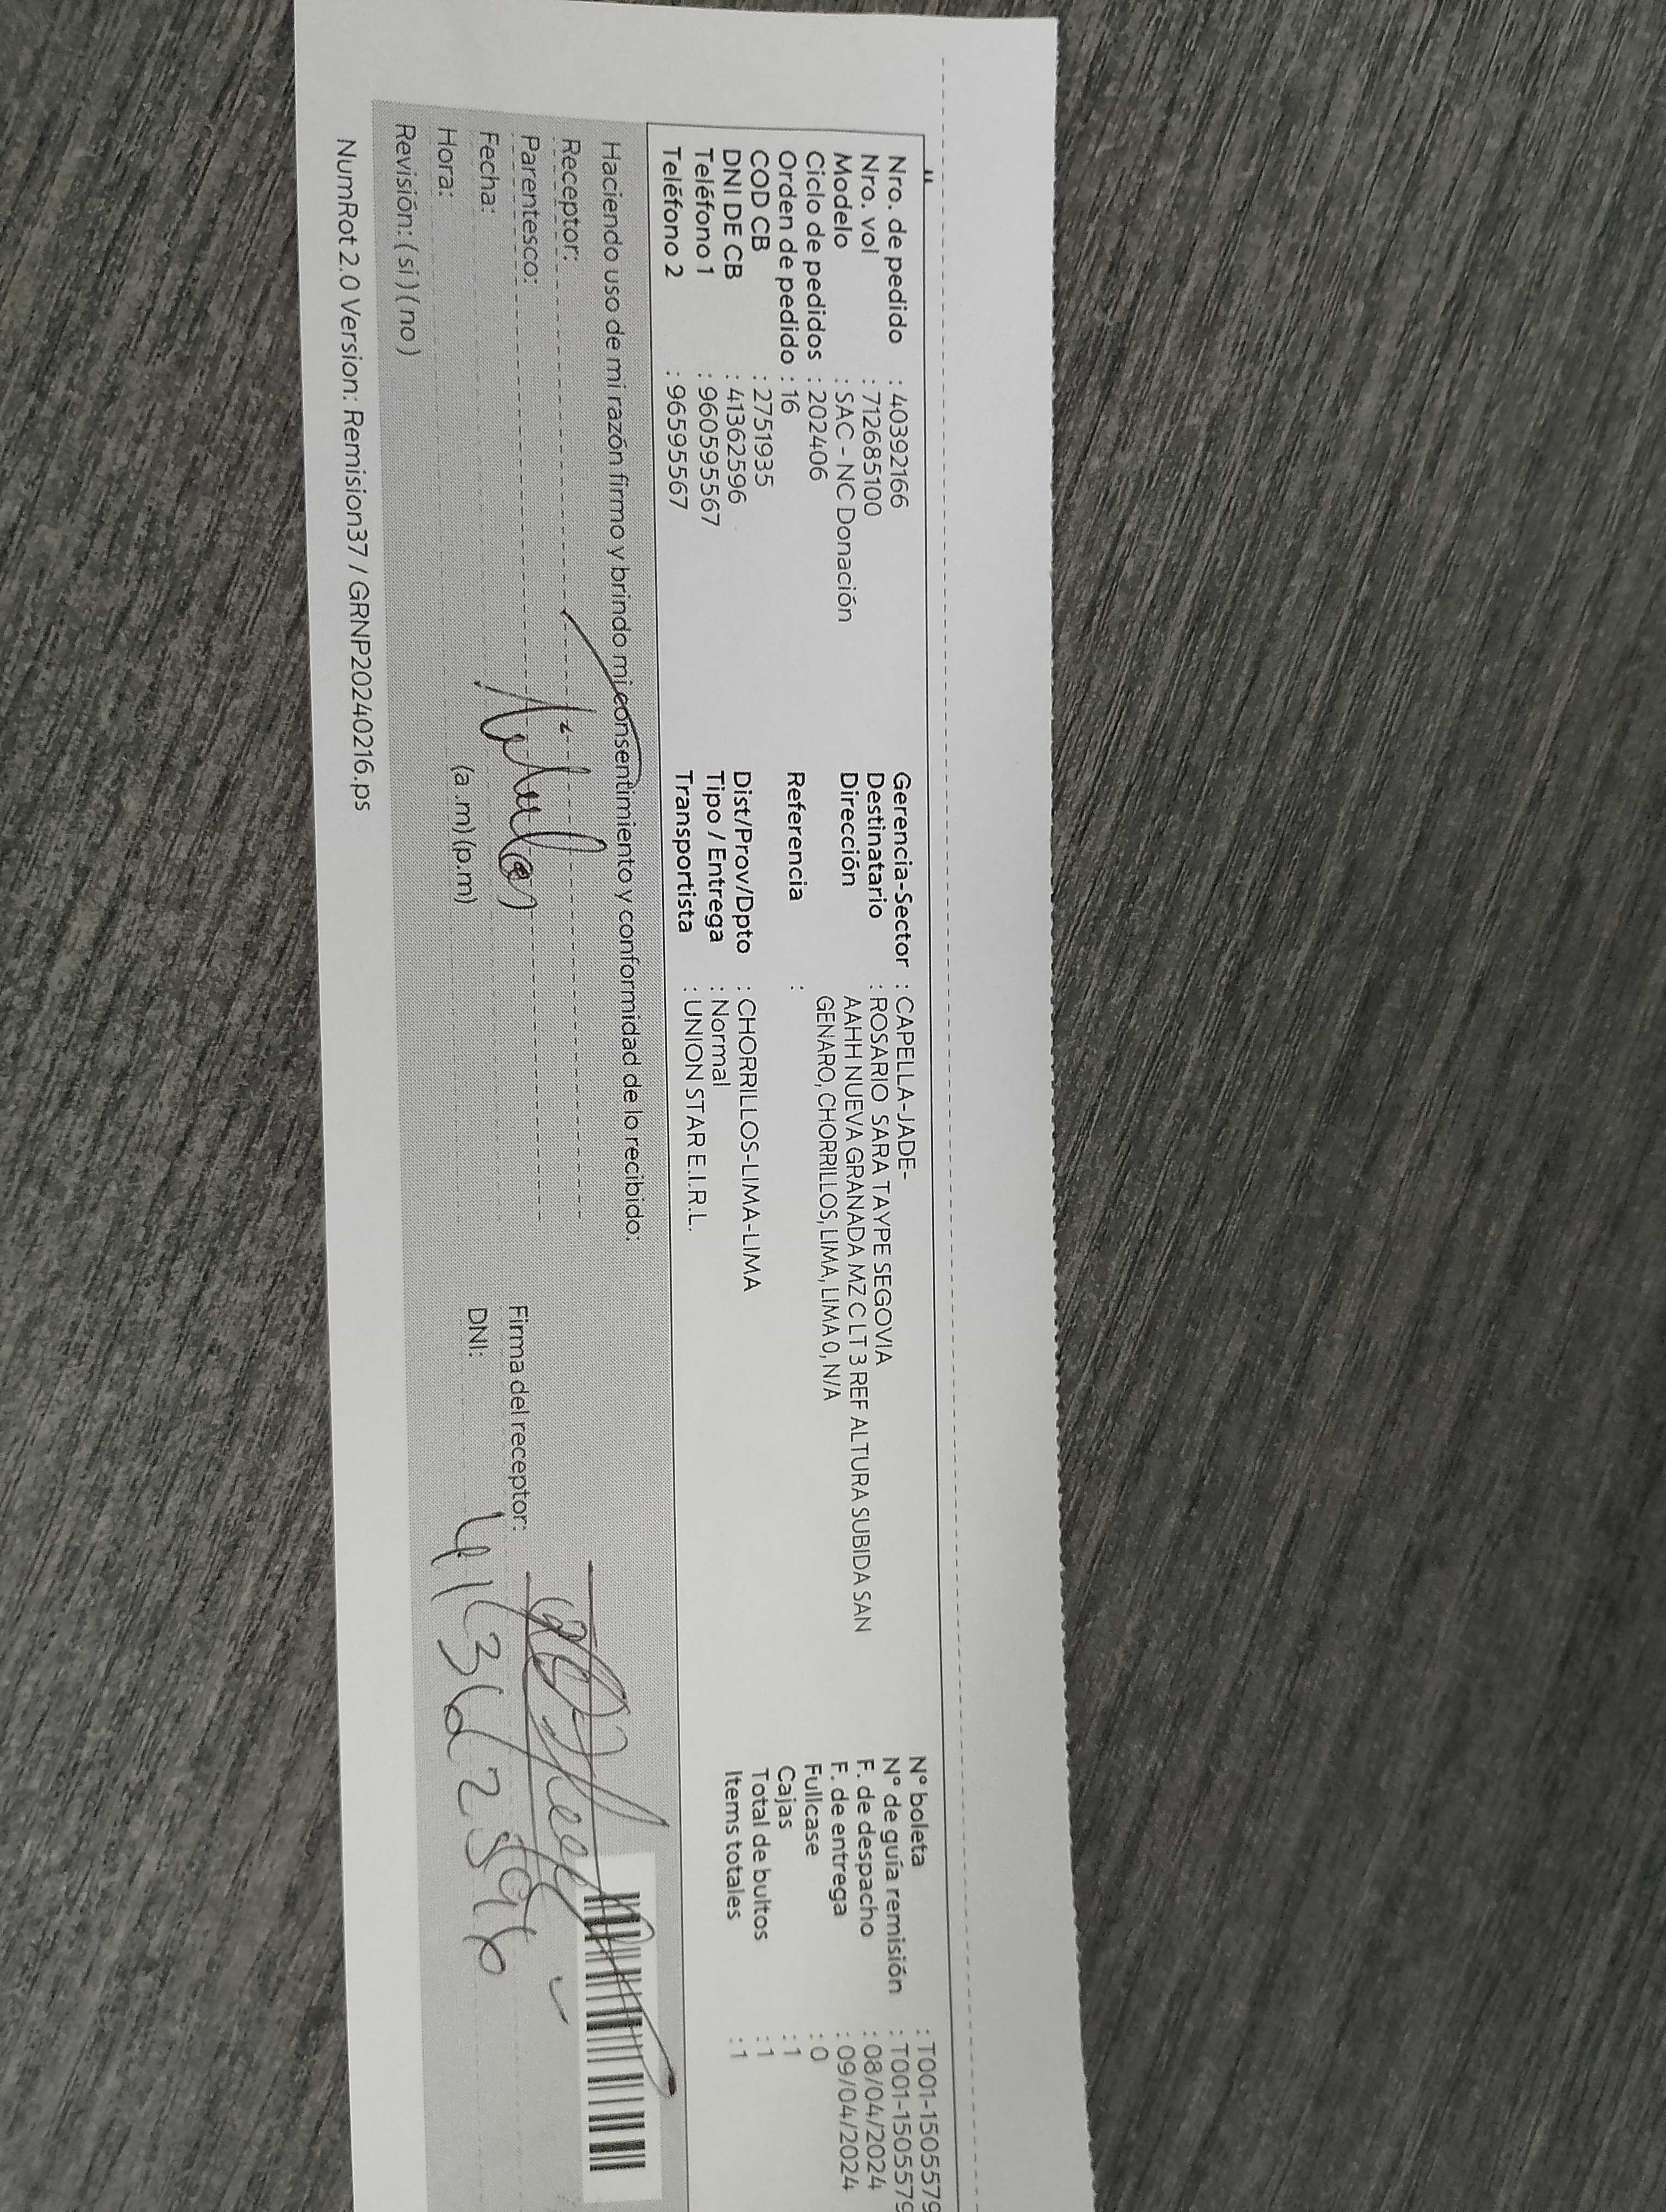 Nro. de pedido : 40392166
Nro. vol : 712685100
Modelo : SAC - NC Donación
Ciclo de pedidos : 202406
Orden de pedido : 16
COD CB : 2751935
DNI DE CB : 41362596
Teléfono 1 : 960595567
Teléfono 2 : 965955567
Gerencia-Sector : CAPELLA-JADE-
Destinatario : ROSARIO SARA TAYPE SEGOVIA
Dirección AAHH NUEVA GRANADA MZ C LT 3 REF ALTURA SUBIDA SAN
GENARO, CHORRILLOS, LIMA, LIMA 0, N/A
Referencia :
Dist/Prov/Dpto : CHORRILLOS-LIMA-LIMA
Tipo / Entrega : Normal
Transportista : UNION STAR E.I.R.L.
N° boleta : T001-1505579
N° de guía remisión : T001-1505579
F. de despacho : 08/04/2024
F. de entrega : 09/04/2024
Fullcase : 0
Cajas : 1
Total de bultos : 1
Items totales : 1
Haciendo uso de mi razón firmo y brindo mi consentimiento y conformidad de lo recibido:
Receptor:
Parentesco: Titular
Fecha:
Hora: (a.m) (p.m)
Revisión: ( si ) ( no )
Firma del receptor:
DNI: 41362596
NumRot 2.0 Version: Remision37 / GRNP20240216.ps